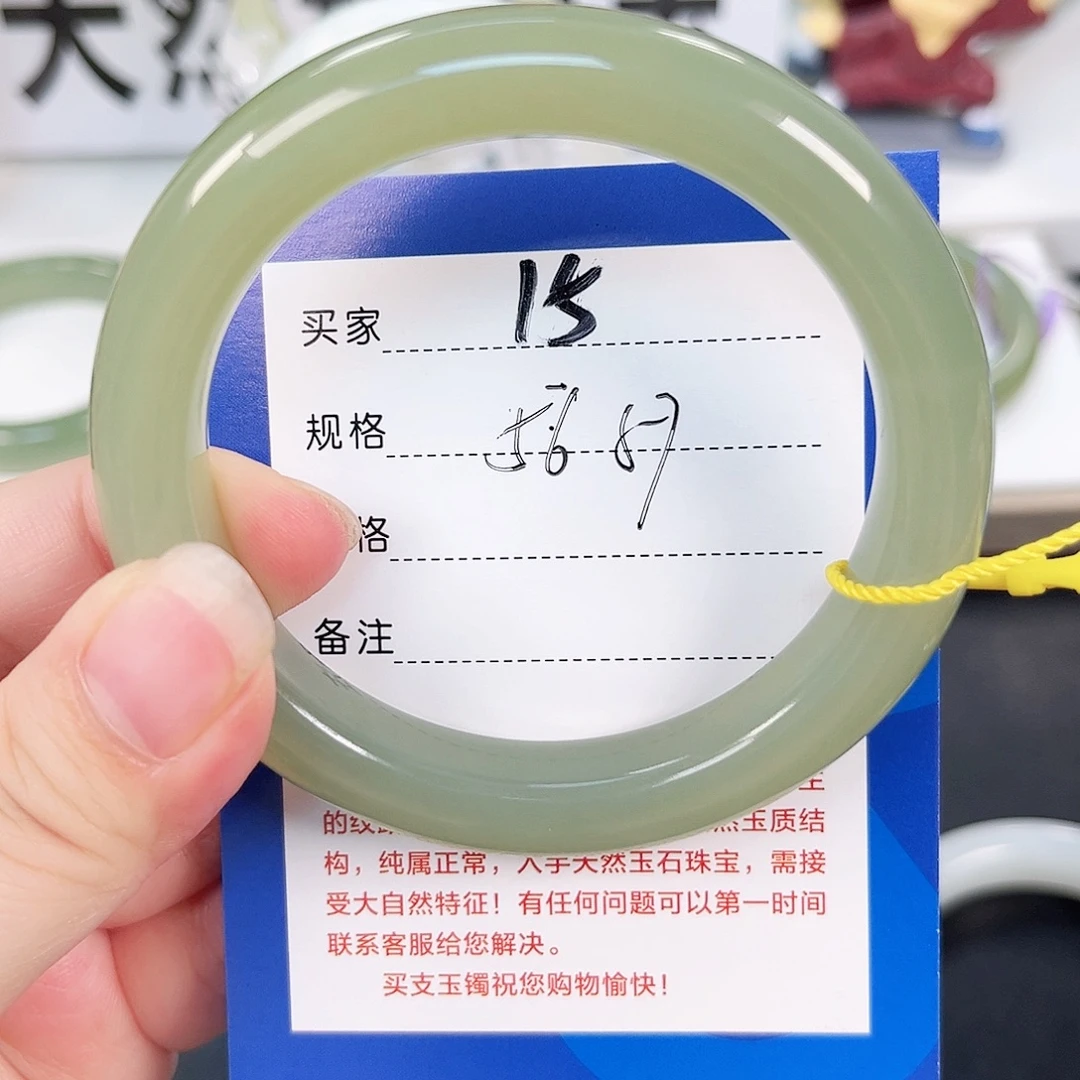 天然
买家 15
规格 56
格
备注
生
的纹 然玉质结
构，纯属正常，入手天然玉石珠宝，需接
受大自然特征！有任何问题可以第一时间
联系客服给您解决。
买支玉镯祝您购物愉快！